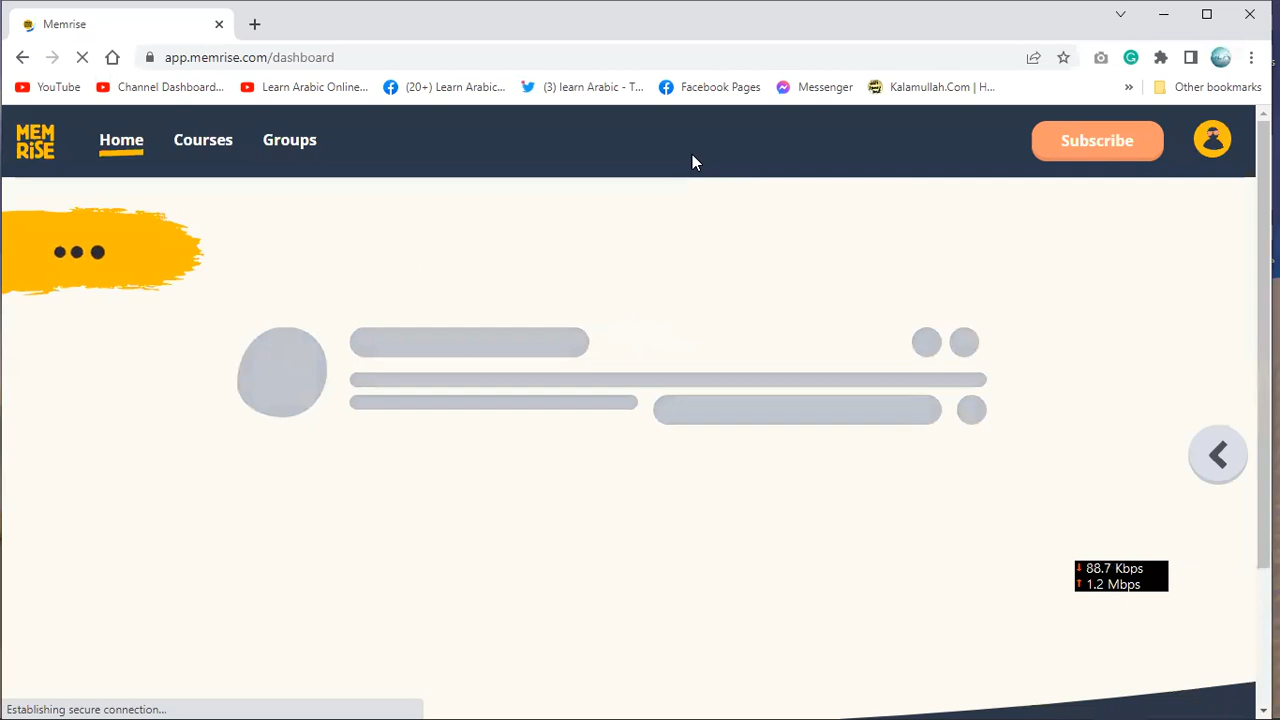 Memrise
app.memrise.com/dashboard
YouTube
Channel Dashboard...
Learn Arabic Online...
(20+) Learn ‎Arabic...
(3) learn Arabic - T...
Facebook Pages
Messenger
Kalamullah.Com | H...
»
Other bookmarks
MEM
RiSE
Home
Courses
Groups
Subscribe
88.7 Kbps
1.2 Mbps
Establishing secure connection...